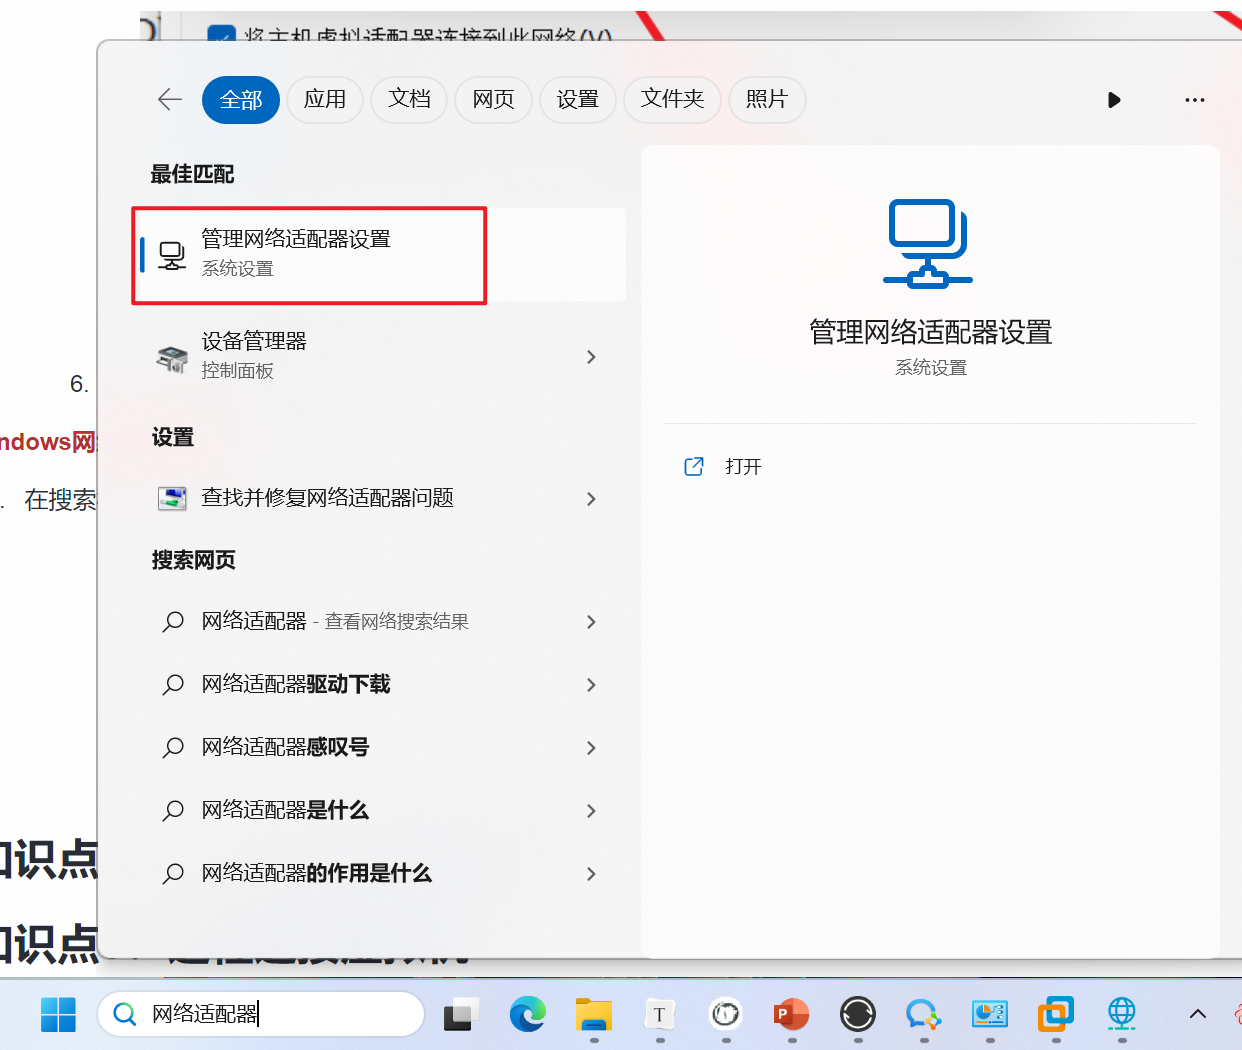 将主机虚拟适配器连接到此网络(V)
全部 应用 文档 网页 设置 文件夹 照片
最佳匹配
管理网络适配器设置
系统设置
设备管理器
控制面板
设置
查找并修复网络适配器问题
搜索网页
网络适配器 - 查看网络搜索结果
网络适配器驱动下载
网络适配器感叹号
网络适配器是什么
网络适配器的作用是什么
管理网络适配器设置
系统设置
打开
6.
ndows网
. 在搜索
识点
识点
网络适配器
T
P